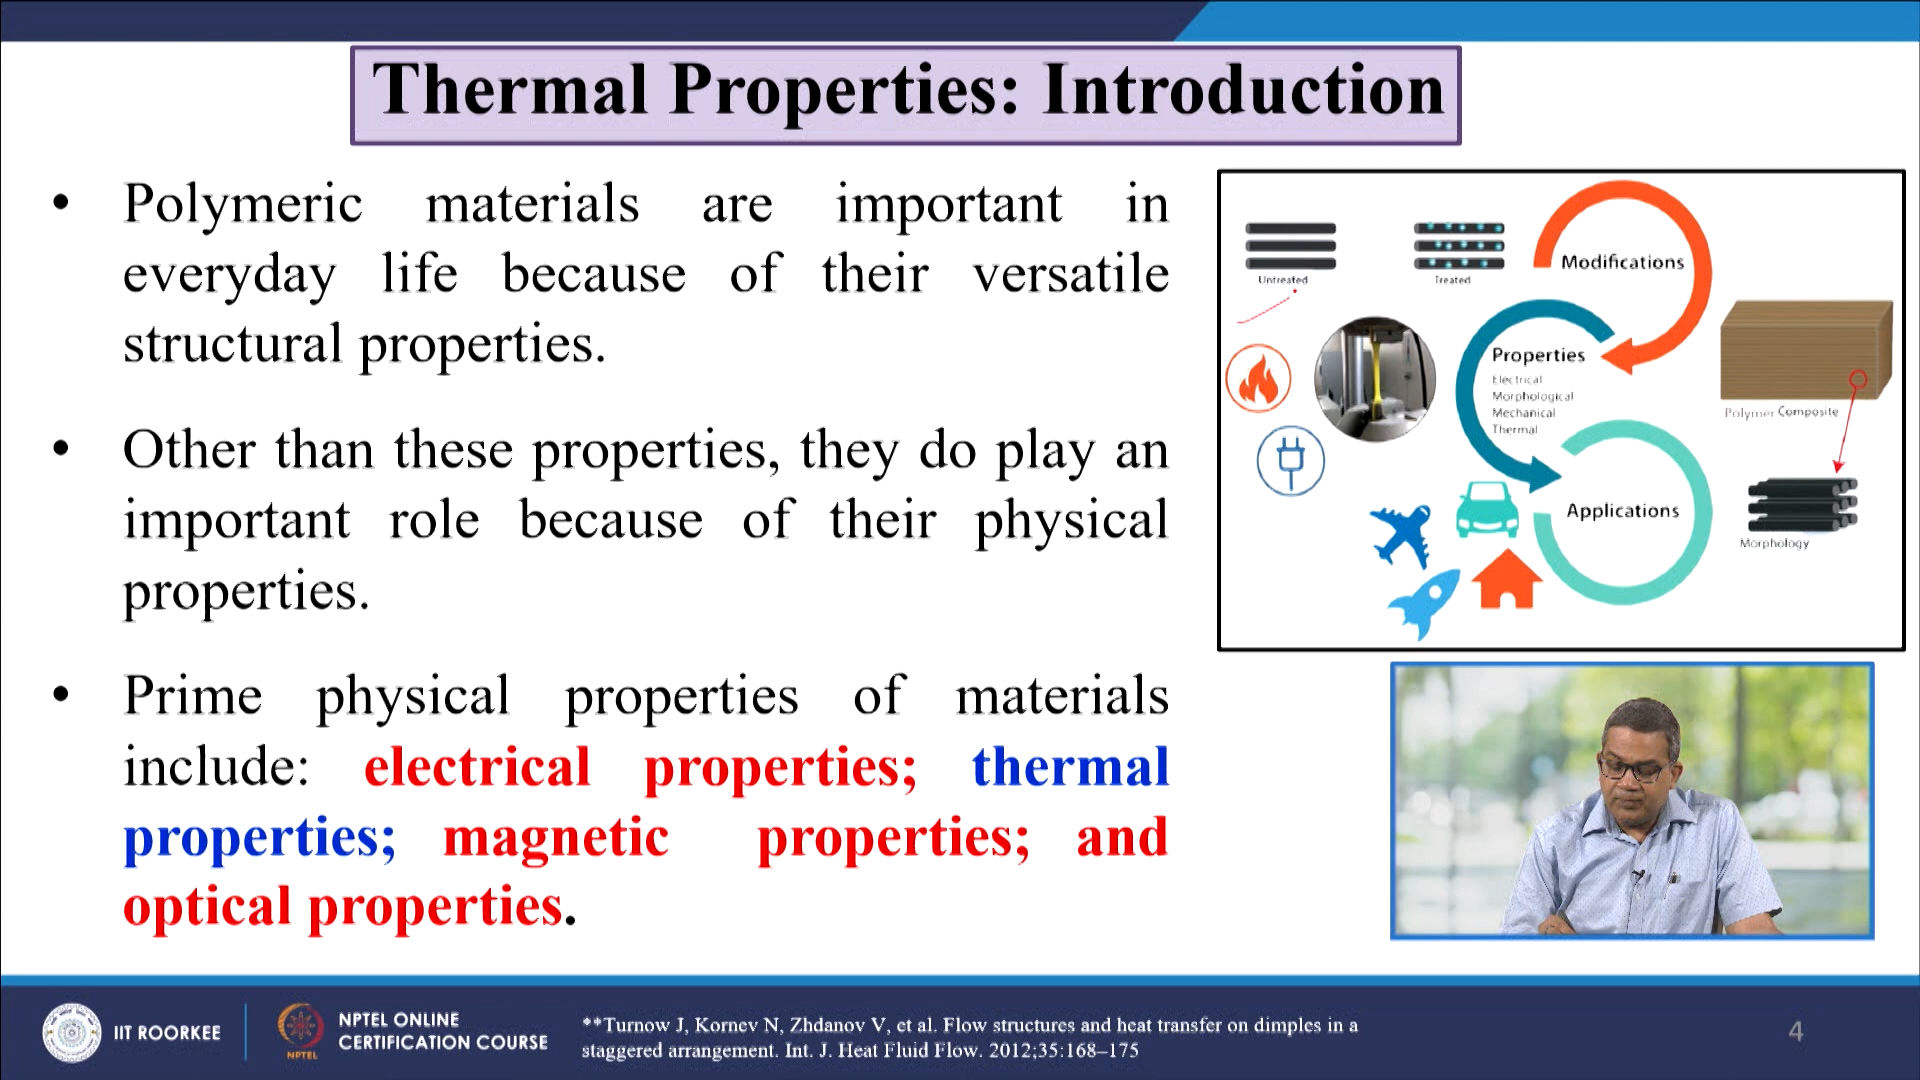 Thermal Properties: Introduction
• Polymeric materials are important in
everyday life because of their versatile
structural properties.
• Other than these properties, they do play an
important role because of their physical
properties.
• Prime physical properties of materials
include: electrical properties; thermal
properties; magnetic properties; and
optical properties.
Untreated
Treated
Modifications
Properties
Electrical
Morphological
Mechanical
Thermal
Polymer Composite
Applications
Morphology
IIT ROORKEE
NPTEL
NPTEL ONLINE
CERTIFICATION COURSE
**Turnow J, Kornev N, Zhdanov V, et al. Flow structures and heat transfer on dimples in a
staggered arrangement. Int. J. Heat Fluid Flow. 2012;35:168–175
4